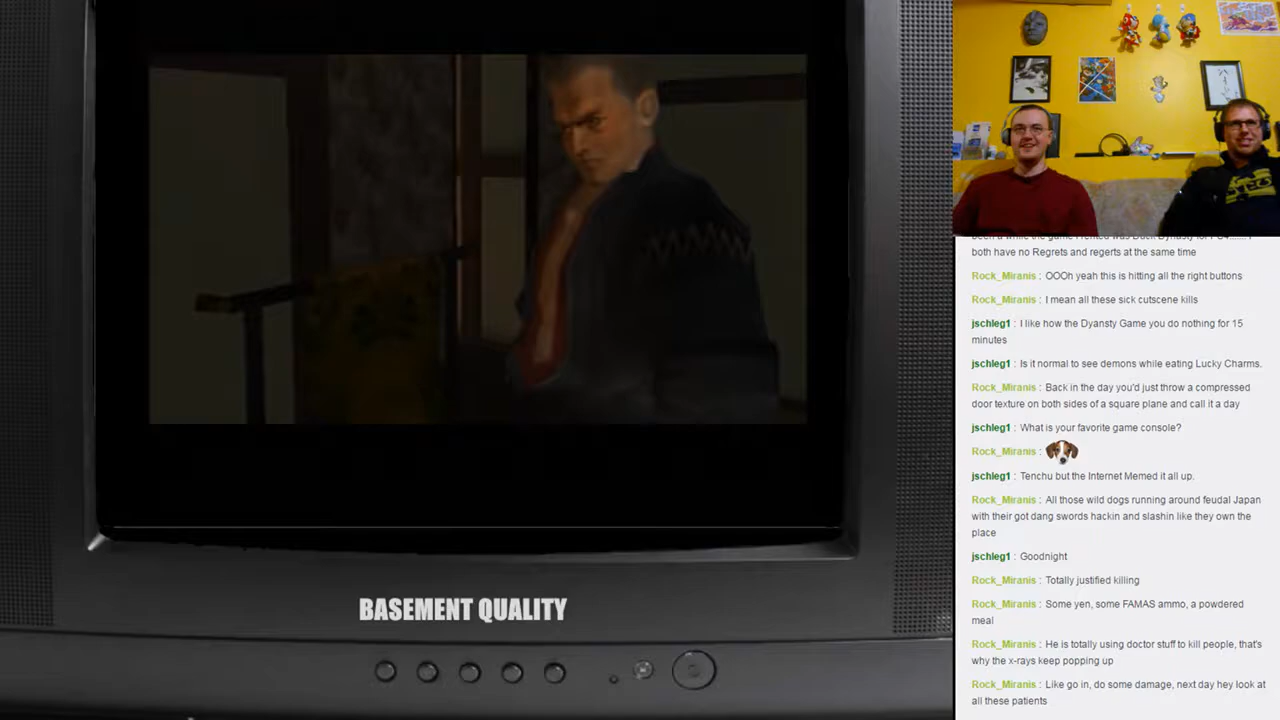 BASEMENT QUALITY
both have no Regrets and regerts at the same time
Rock_Miranis : OOOh yeah this is hitting all the right buttons
Rock_Miranis : I mean all these sick cutscene kills
jschleg1 : I like how the Dyansty Game you do nothing for 15
minutes
jschleg1 : Is it normal to see demons while eating Lucky Charms.
Rock_Miranis : Back in the day you'd just throw a compressed
door texture on both sides of a square plane and call it a day
jschleg1 : What is your favorite game console?
Rock_Miranis :
jschleg1 : Tenchu but the Internet Memed it all up.
Rock_Miranis : All those wild dogs running around feudal Japan
with their got dang swords hackin and slashin like they own the
place
jschleg1 : Goodnight
Rock_Miranis : Totally justified killing
Rock_Miranis : Some yen, some FAMAS ammo, a powdered
meal
Rock_Miranis : He is totally using doctor stuff to kill people, that's
why the x-rays keep popping up
Rock_Miranis : Like go in, do some damage, next day hey look at
all these patients